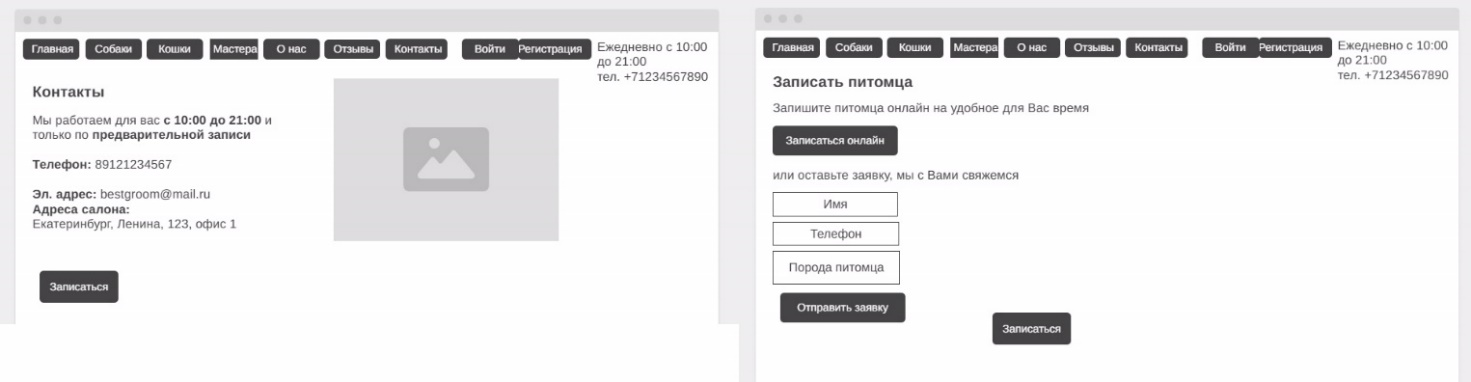 Главная Собаки Кошки Мастера О нас Отзывы Контакты Войти Регистрация
Ежедневно с 10:00
до 21:00
тел. +71234567890
Контакты
Мы работаем для вас с 10:00 до 21:00 и
только по предварительной записи
Телефон: 89121234567
Эл. адрес: bestgroom@mail.ru
Адреса салона:
Екатеринбург, Ленина, 123, офис 1
Записаться
Главная Собаки Кошки Мастера О нас Отзывы Контакты Войти Регистрация
Ежедневно с 10:00
до 21:00
тел. +71234567890
Записать питомца
Запишите питомца онлайн на удобное для Вас время
Записаться онлайн
или оставьте заявку, мы с Вами свяжемся
Имя
Телефон
Порода питомца
Отправить заявку
Записаться